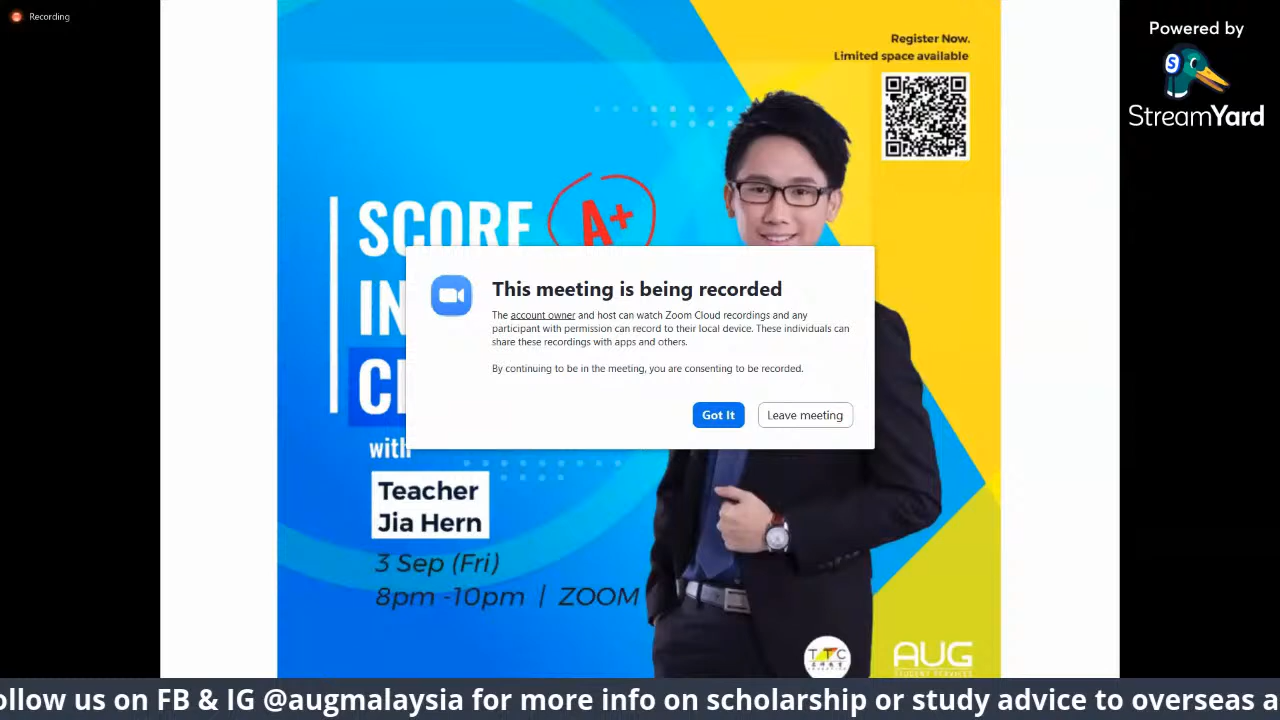 Recording
Powered by
StreamYard
Register Now.
Limited space available
SCORE A+
IN
with
Teacher
Jia Hern
3 Sep (Fri)
8pm -10pm | ZOOM
This meeting is being recorded
The account owner and host can watch Zoom Cloud recordings and any
participant with permission can record to their local device. These individuals can
share these recordings with apps and others.
By continuing to be in the meeting, you are consenting to be recorded.
Got It
Leave meeting
TTC
AUG
STUDENT SERVICES
ollow us on FB & IG @augmalaysia for more info on scholarship or study advice to overseas a